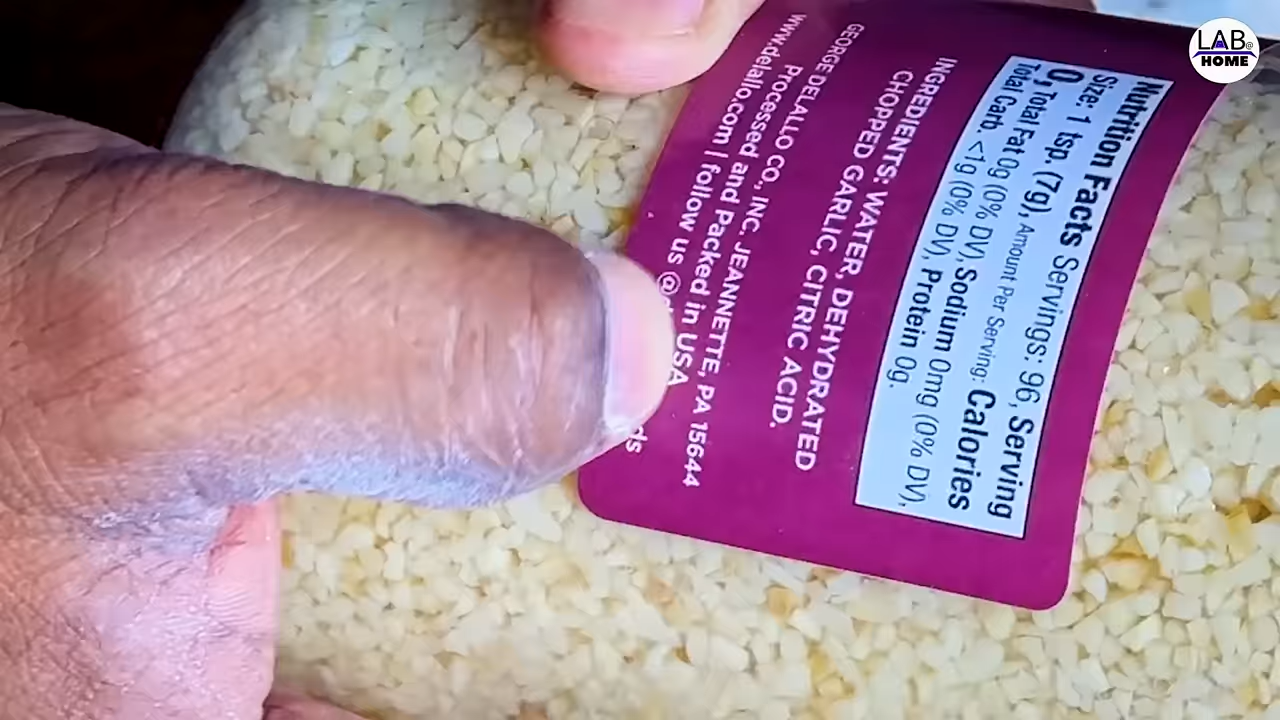 Nutrition Facts Servings: 96, Serving
Size: 1 tsp. (7g), Amount Per Serving: Calories
0, Total Fat 0g (0% DV), Sodium 0mg (0% DV),
Total Carb. <1g (0% DV), Protein 0g.
INGREDIENTS: WATER, DEHYDRATED
CHOPPED GARLIC, CITRIC ACID.
GEORGE DELALLO CO., INC. JEANNETTE, PA 15644
Processed and Packed in USA
www.delallo.com | follow us @
LAB@
HOME